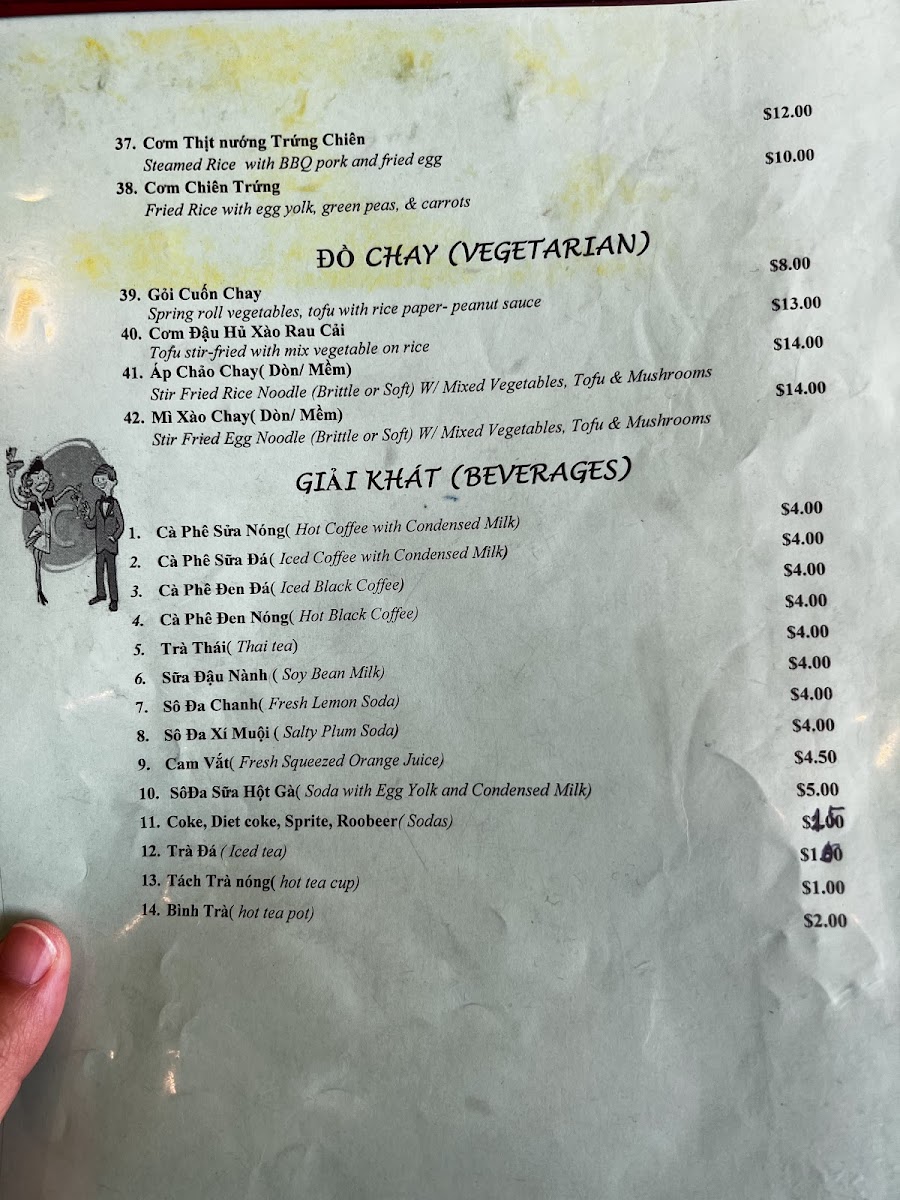 $12.00
37. Cơm Thịt nướng Trứng Chiên
Steamed Rice with BBQ pork and fried egg
$10.00
38. Cơm Chiên Trứng
Fried Rice with egg yolk, green peas, & carrots
ĐỒ CHAY (VEGETARIAN)
39. Gỏi Cuốn Chay $8.00
Spring roll vegetables, tofu with rice paper- peanut sauce
40. Cơm Đậu Hủ Xào Rau Cải $13.00
Tofu stir-fried with mix vegetable on rice
41. Áp Chảo Chay( Dòn/ Mềm) $14.00
Stir Fried Rice Noodle (Brittle or Soft) W/ Mixed Vegetables, Tofu & Mushrooms
42. Mì Xào Chay( Dòn/ Mềm) $14.00
Stir Fried Egg Noodle (Brittle or Soft) W/ Mixed Vegetables, Tofu & Mushrooms
GIẢI KHÁT (BEVERAGES)
1. Cà Phê Sửa Nóng( Hot Coffee with Condensed Milk) $4.00
2. Cà Phê Sữa Đá( Iced Coffee with Condensed Milk) $4.00
3. Cà Phê Đen Đá( Iced Black Coffee) $4.00
4. Cà Phê Đen Nóng( Hot Black Coffee) $4.00
5. Trà Thái( Thai tea) $4.00
6. Sữa Đậu Nành ( Soy Bean Milk) $4.00
7. Sô Đa Chanh( Fresh Lemon Soda) $4.00
8. Sô Đa Xí Muội ( Salty Plum Soda) $4.00
9. Cam Vắt( Fresh Squeezed Orange Juice) $4.50
10. SôĐa Sữa Hột Gà( Soda with Egg Yolk and Condensed Milk) $5.00
11. Coke, Diet coke, Sprite, Roobeer( Sodas)
12. Trà Đá ( Iced tea)
13. Tách Trà nóng( hot tea cup) $1.00
14. Bình Trà( hot tea pot) $2.00